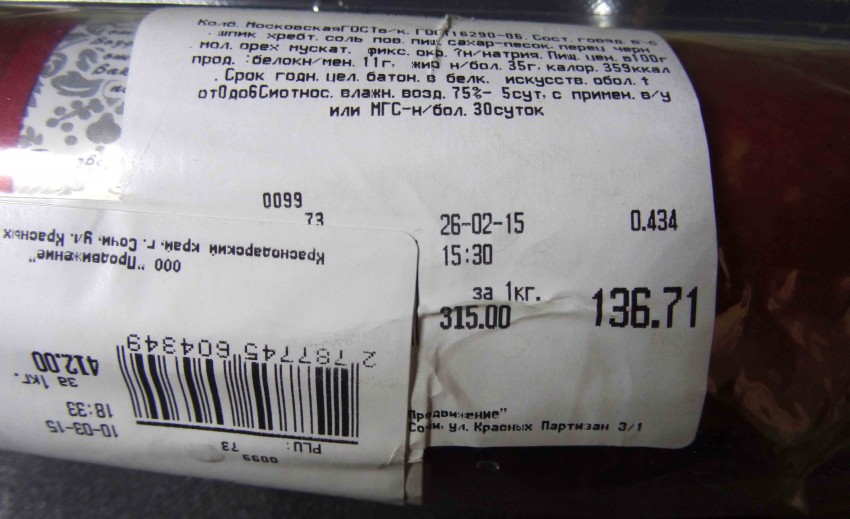 Колб. МосковскаяГОСТв/к. ГОСТ16290-86. Сост. говяд. в-с
. шпик хребт. соль пов. пищ. сахар-песок. перец черн
. мол. орех мускат. фикс. окр. ?н/натрия. Пищ. цен. в100г
прод. :белокн/мен. 11г. жир н/бол. 35г. калор. 359ккал
. Срок годн. цел. батон. в белк. искусств. обол. t
от0до6Сиотнос. влажн. возд. 75%- 5сут, с примен. в/у
или МГС-н/бол. 30суток
0099
73
26-02-15 0.434
15:30
за 1кг.
315.00 136.71
Продвижение"
Сочи, ул. Красных Партизан 3/1
0099 73
PLU:
10-03-15
18:33
за 1кг.
412.00
2 787745 604349
ООО "Продвижение"
Краснодарский край, г. Сочи, ул. Красных